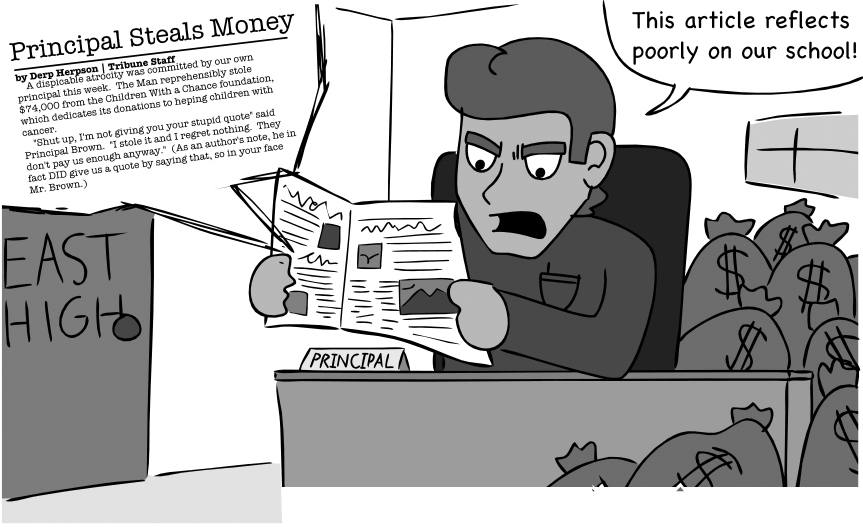 Principal Steals Money
by Derp Herpson | Tribune Staff
A dispicable atrocity was committed by our own
principal this week. The Man reprehensibly stole
$74,000 from the Children With a Chance foundation,
which dedicates its donations to heping children with
cancer.
"Shut up, I'm not giving you your stupid quote" said
Principal Brown. "I stole it and I regret nothing. They
don't pay us enough anyway." (As an author's note, he in
fact DID give us a quote by saying that, so in your face
Mr. Brown.)
This article reflects
poorly on our school!
EAST
HIGH
PRINCIPAL
$
$
$
$
$
$
$
$